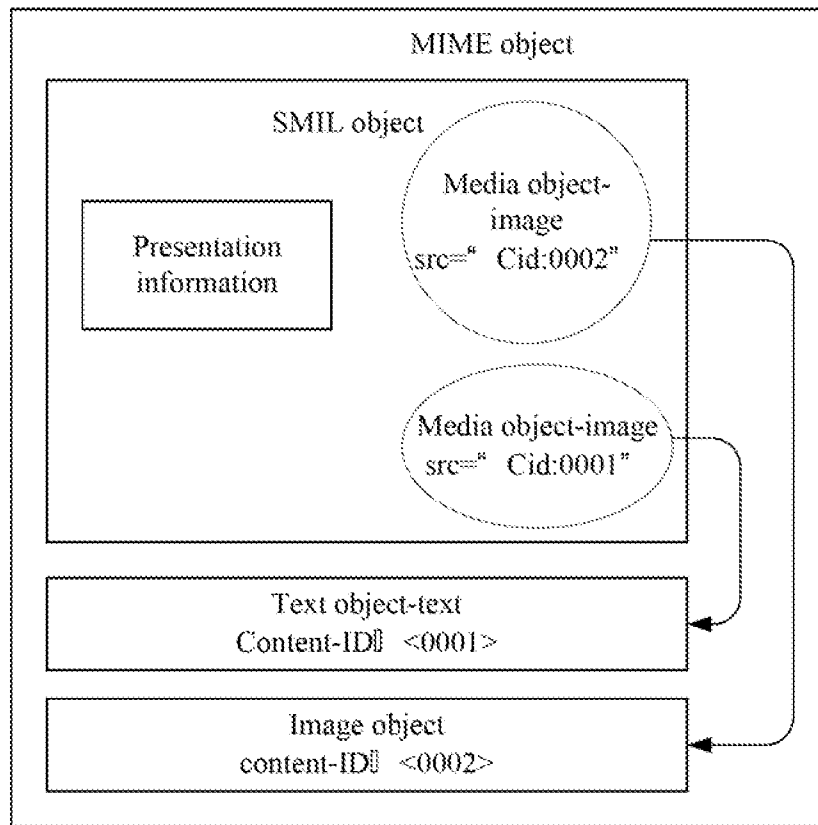 MIME object
SMIL object
Media object-
image
src=“ Cid:0002”
Presentation
information
Media object-image
src=“ Cid:0001”
Text object-text
Content-ID▯ <0001>
Image object
content-ID▯ <0002>